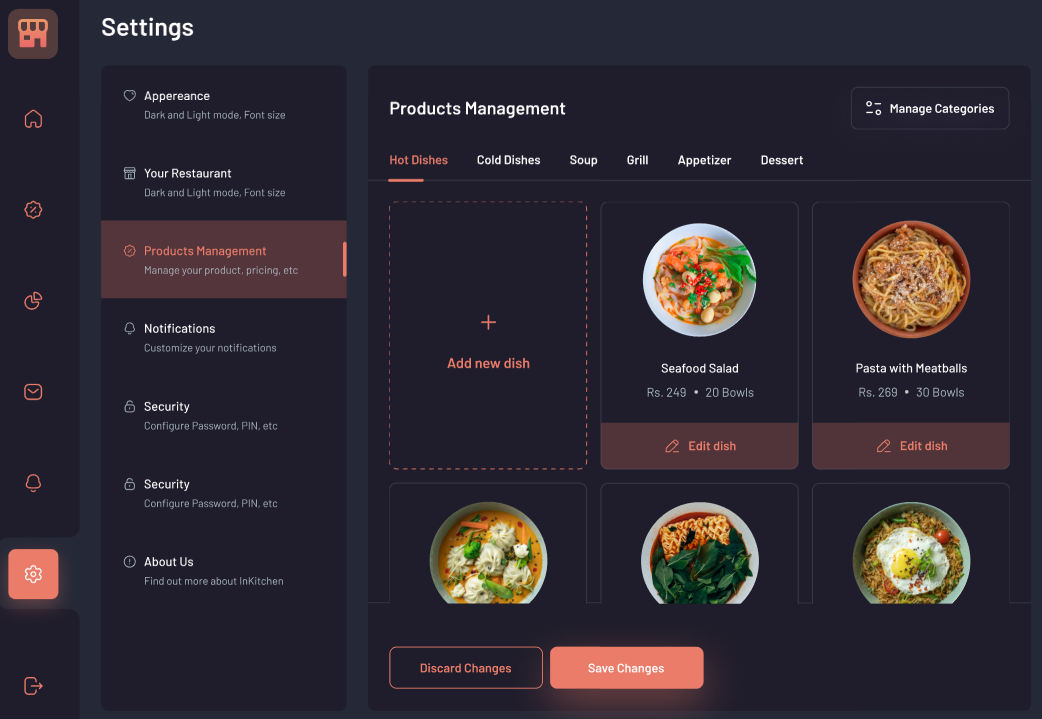 Settings
Appereance
Dark and Light mode, Font size
Your Restaurant
Dark and Light mode, Font size
Products Management
Manage your product, pricing, etc
Notifications
Customize your notifications
Security
Configure Password, PIN, etc
Security
Configure Password, PIN, etc
About Us
Find out more about InKitchen
Products Management
Manage Categories
Hot Dishes Cold Dishes Soup Grill Appetizer Dessert
Add new dish
Seafood Salad
Rs. 249 • 20 Bowls
Edit dish
Pasta with Meatballs
Rs. 269 • 30 Bowls
Edit dish
Discard Changes
Save Changes